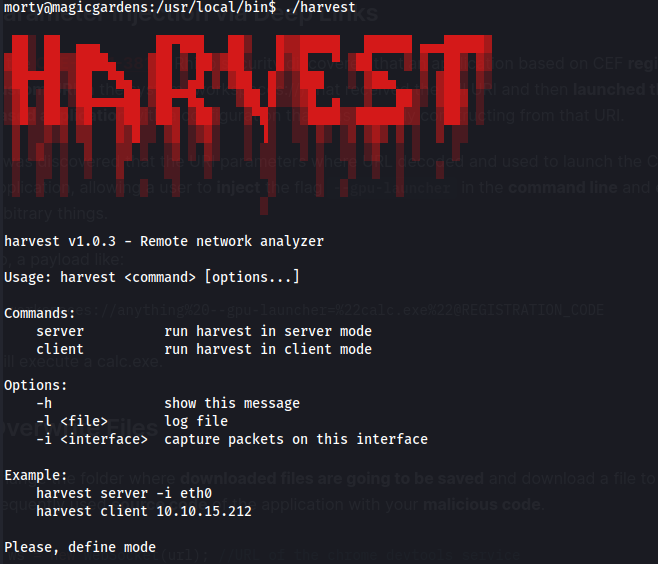 morty@magicgardens:/usr/local/bin$ ./harvest
HARVEST
harvest v1.0.3 - Remote network analyzer
Usage: harvest <command> [options...]
Commands:
server run harvest in server mode
client run harvest in client mode
Options:
-h show this message
-l <file> log file
-i <interface> capture packets on this interface
Example:
harvest server -i eth0
harvest client 10.10.15.212
Please, define mode